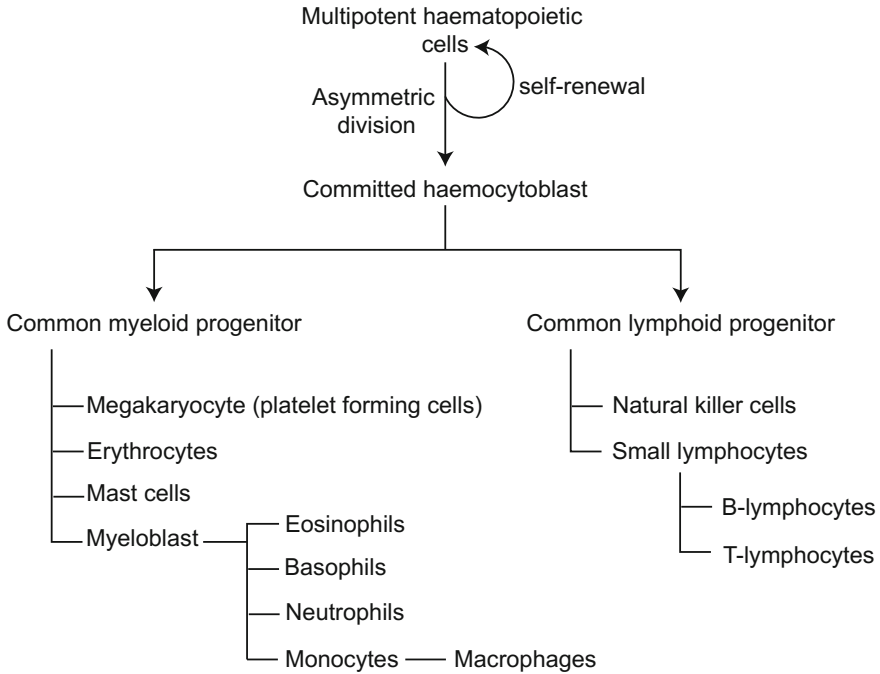 Multipotent haematopoietic
cells
self-renewal
Asymmetric
division
Committed haemocytoblast
Common myeloid progenitor
Common lymphoid progenitor
Megakaryocyte (platelet forming cells)
Natural killer cells
Erythrocytes
Small lymphocytes
Mast cells
B-lymphocytes
Myeloblast
Eosinophils
T-lymphocytes
Basophils
Neutrophils
Monocytes
Macrophages